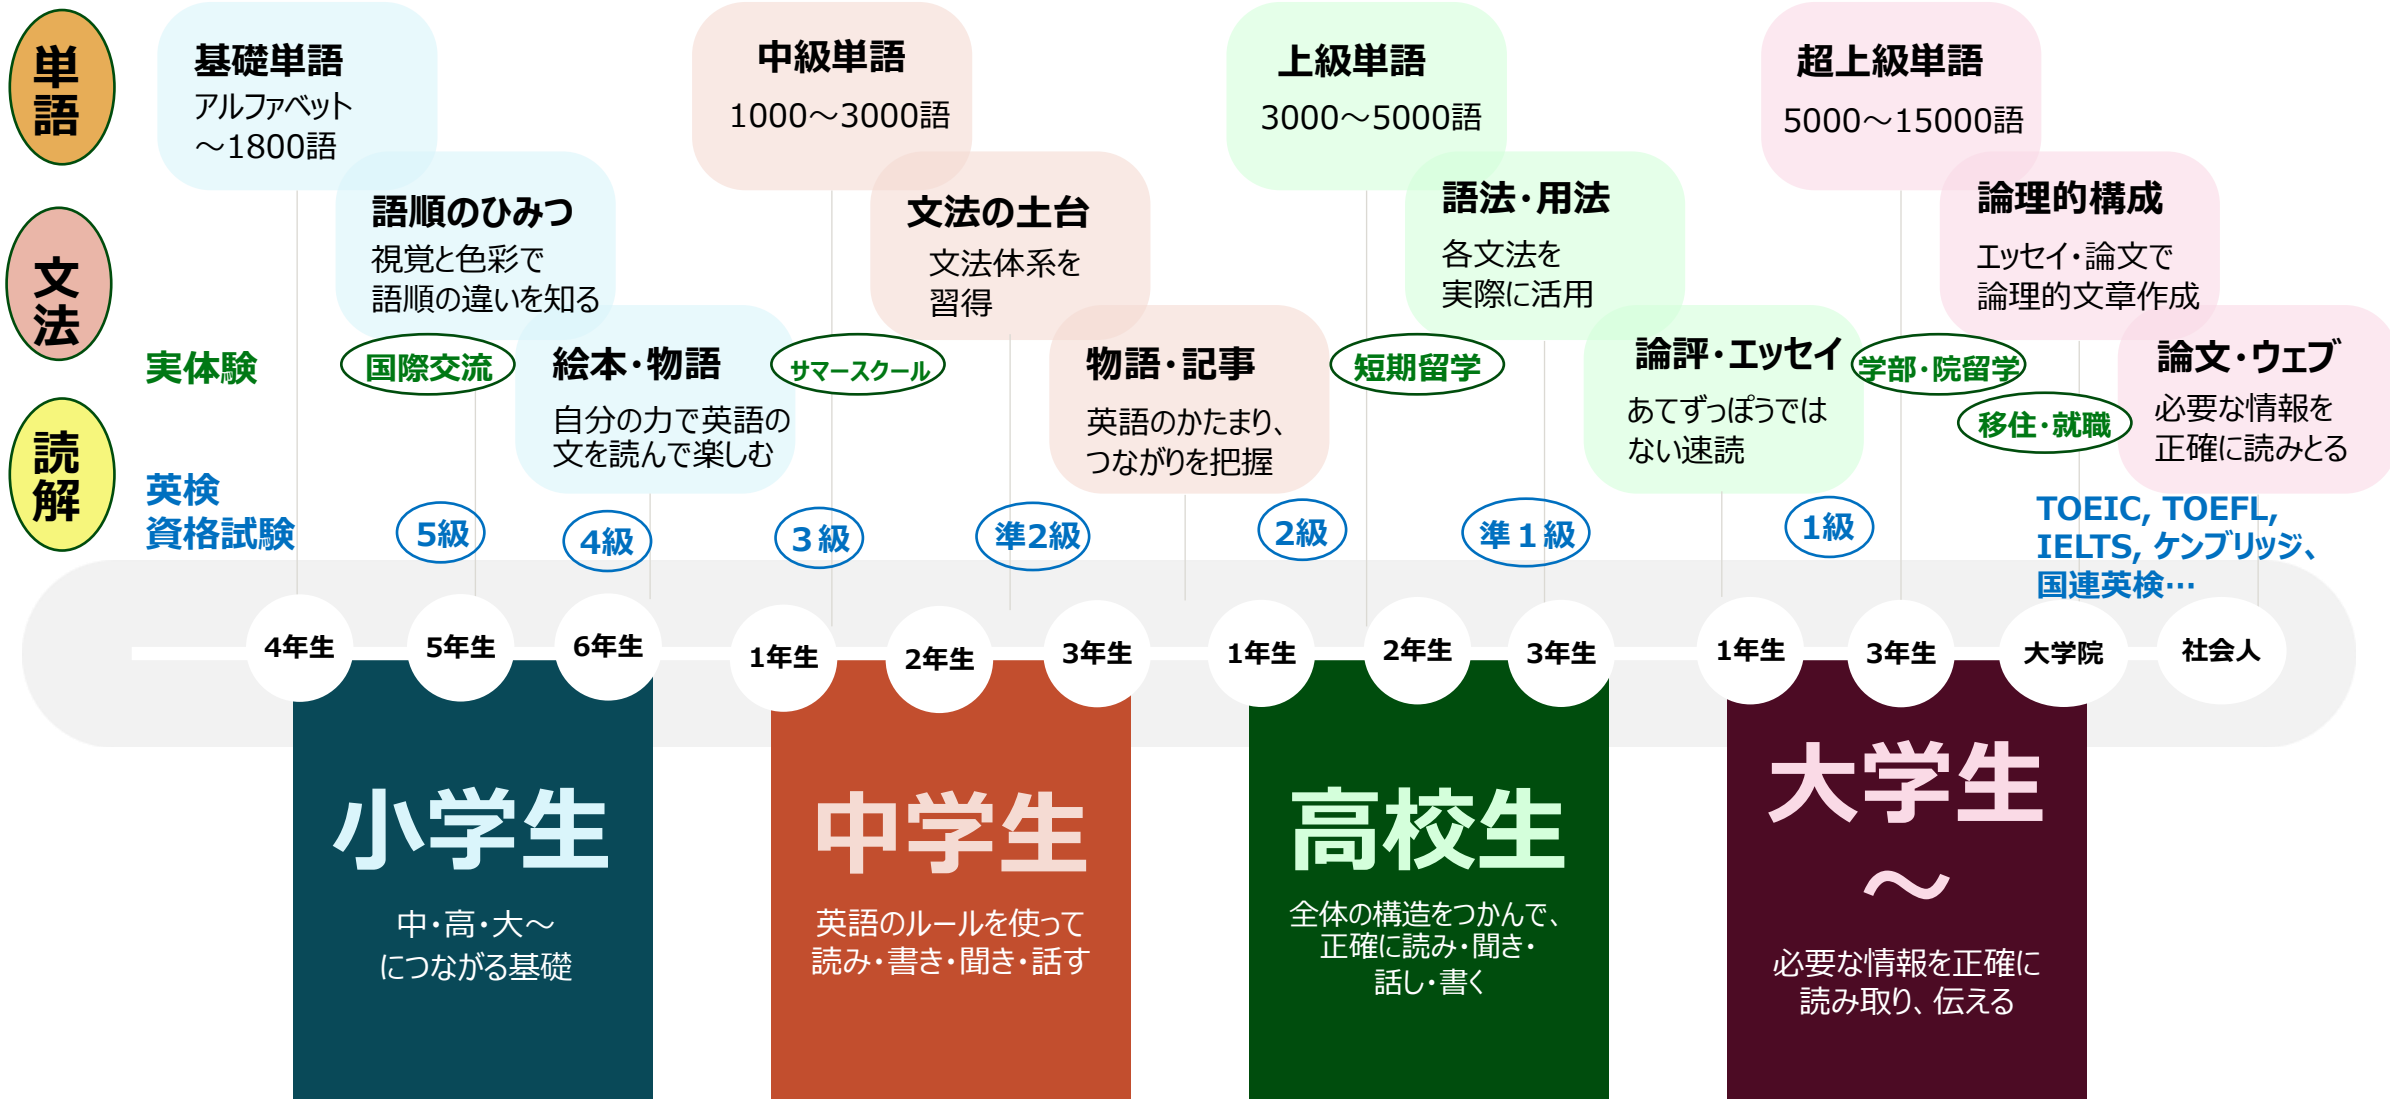 単語
基礎単語
アルファベット
～1800語
中級単語
1000～3000語
上級単語
3000～5000語
超上級単語
5000～15000語
文法
語順のひみつ
視覚と色彩で
語順の違いを知る
文法の土台
文法体系を
習得
語法・用法
各文法を
実際に活用
論理的構成
エッセイ・論文で
論理的文章作成
実体験
国際交流
サマースクール
短期留学
学部・院留学
移住・就職
読解
絵本・物語
自分の力で英語の
文を読んで楽しむ
物語・記事
英語のかたまり、
つながりを把握
論評・エッセイ
あてずっぽうでは
ない速読
論文・ウェブ
必要な情報を
正確に読みとる
英検
資格試験
5級
4級
３級
準2級
2級
準１級
1級
TOEIC, TOEFL,
IELTS, ケンブリッジ、
国連英検…
4年生
5年生
6年生
1年生
2年生
3年生
1年生
2年生
3年生
1年生
3年生
大学院
社会人
小学生
中・高・大～
につながる基礎
中学生
英語のルールを使って
読み・書き・聞き・話す
高校生
全体の構造をつかんで、
正確に読み・聞き・
話し・書く
大学生
～
必要な情報を正確に
読み取り、伝える